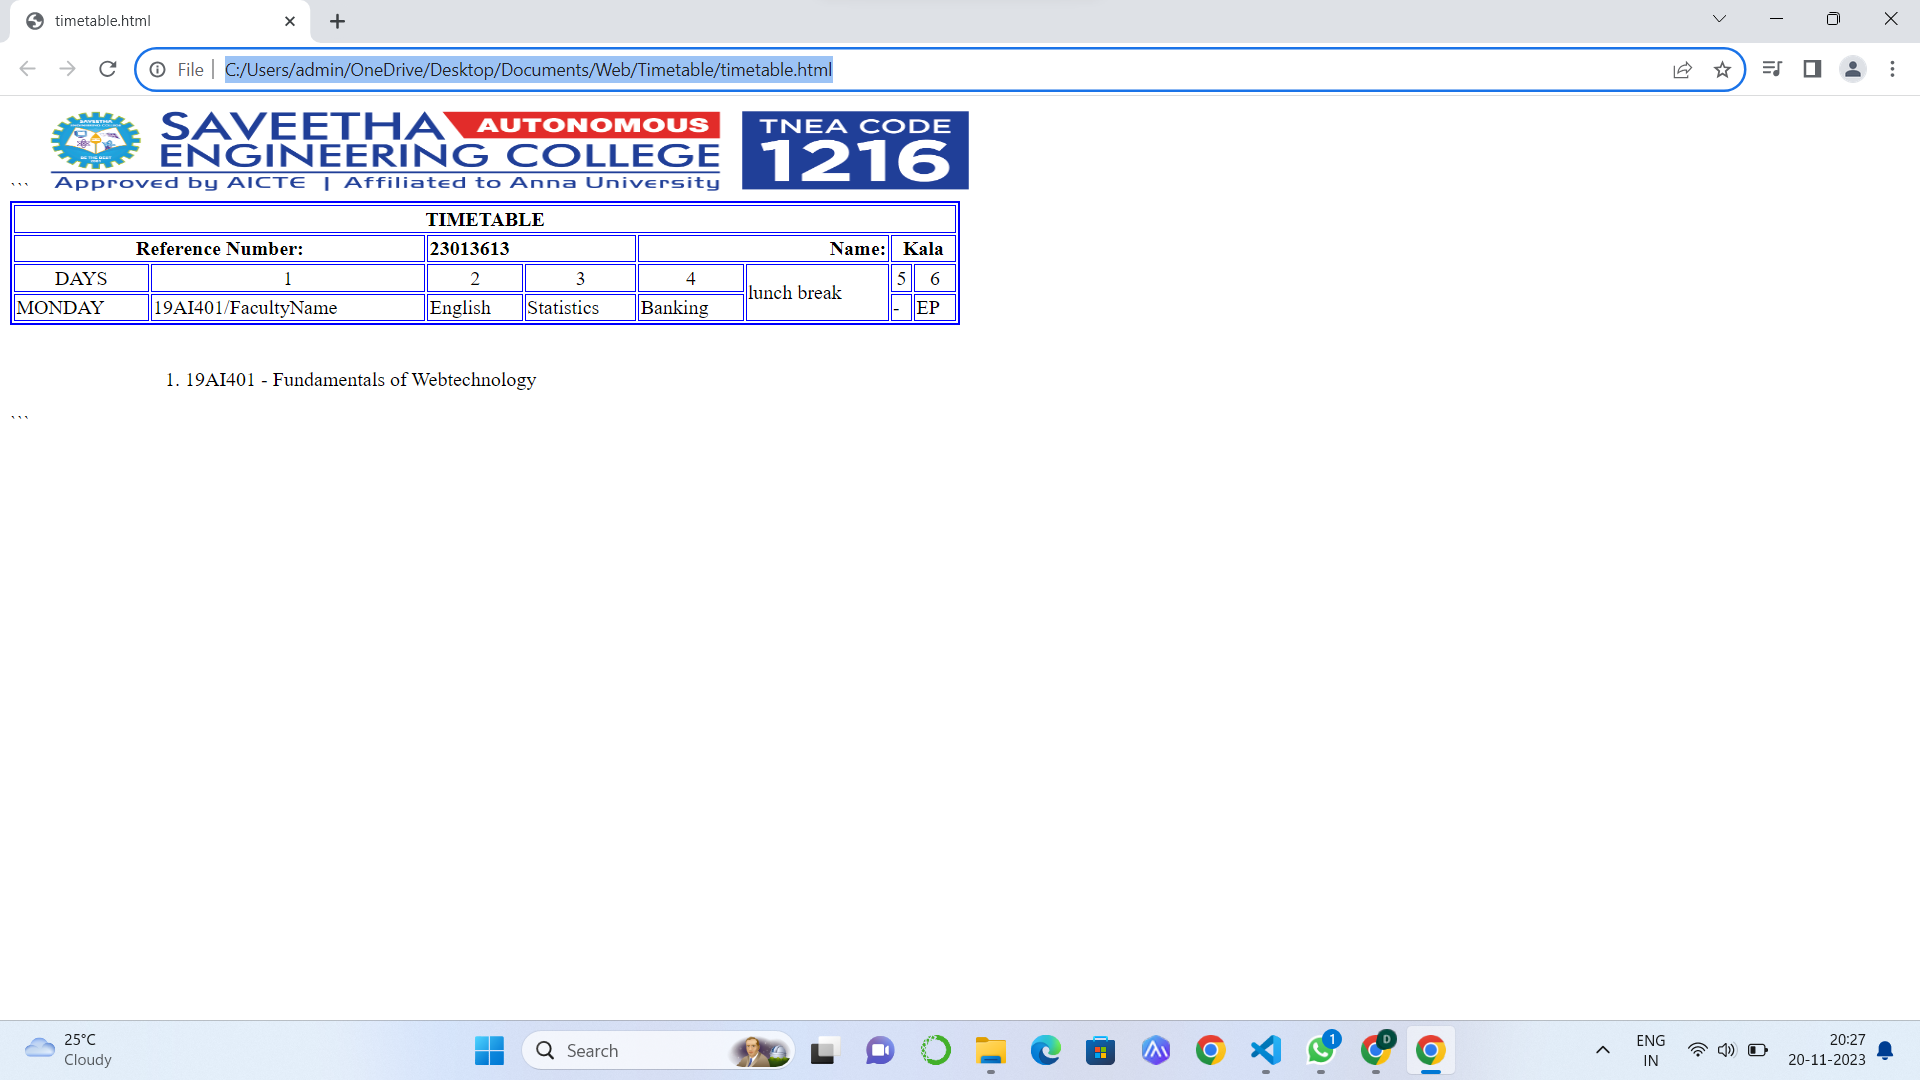 timetable.html
File
C:/Users/admin/OneDrive/Desktop/Documents/Web/Timetable/timetable.html
SAVEETHA AUTONOMOUS
ENGINEERING COLLEGE
Approved by AICTE | Affiliated to Anna University
TNEA CODE
1216
```
TIMETABLE
Reference Number: 23013613 Name: Kala
DAYS 1 2 3 4 lunch break 5 6
MONDAY 19AI401/FacultyName English Statistics Banking - EP
1. 19AI401 - Fundamentals of Webtechnology
```
25°C
Cloudy
Search
1
D
ENG
IN
20:27
20-11-2023